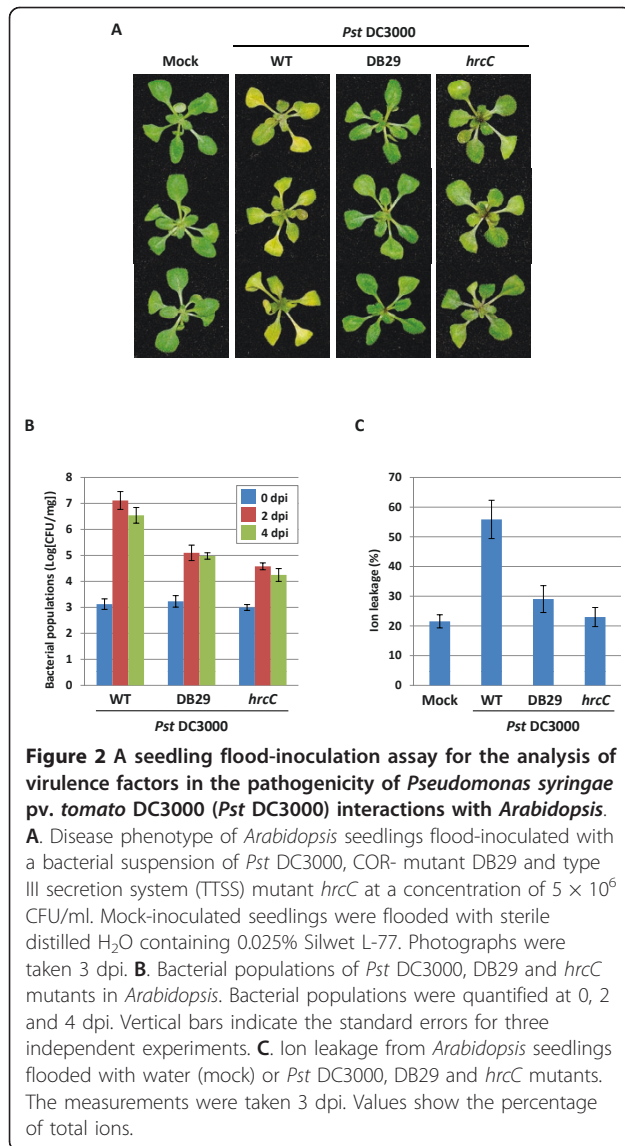 A
Pst DC3000
Mock WT DB29 hrcC
B
Bacterial populations (Log[CFU/mg])
8
7
6
5
4
3
2
1
0
0 dpi
2 dpi
4 dpi
WT DB29 hrcC
Pst DC3000
C
Ion leakage (%)
70
60
50
40
30
20
10
0
Mock WT DB29 hrcC
Pst DC3000
Figure 2 A seedling flood-inoculation assay for the analysis of
virulence factors in the pathogenicity of Pseudomonas syringae
pv. tomato DC3000 (Pst DC3000) interactions with Arabidopsis.
A. Disease phenotype of Arabidopsis seedlings flood-inoculated with
a bacterial suspension of Pst DC3000, COR- mutant DB29 and type
III secretion system (TTSS) mutant hrcC at a concentration of 5 × 10⁶
CFU/ml. Mock-inoculated seedlings were flooded with sterile
distilled H₂O containing 0.025% Silwet L-77. Photographs were
taken 3 dpi. B. Bacterial populations of Pst DC3000, DB29 and hrcC
mutants in Arabidopsis. Bacterial populations were quantified at 0, 2
and 4 dpi. Vertical bars indicate the standard errors for three
independent experiments. C. Ion leakage from Arabidopsis seedlings
flooded with water (mock) or Pst DC3000, DB29 and hrcC mutants.
The measurements were taken 3 dpi. Values show the percentage
of total ions.